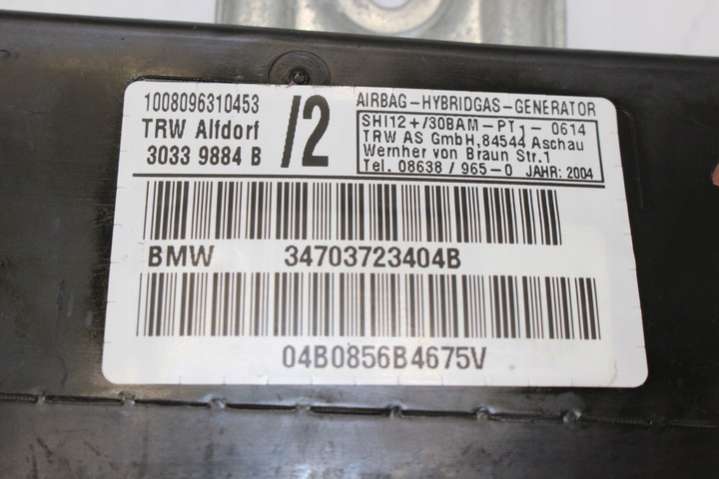 1008096310453
TRW Alfdorf
3033 9884 B
/2
AIRBAG-HYBRIDGAS-GENERATOR
SHI12+/30BAM-PT1-0614
TRW AS GmbH,84544 Aschau
Wernher von Braun Str.1
Tel. 08638 / 965-0 JAHR: 2004
BMW 34703723404B
04B0856B4675V